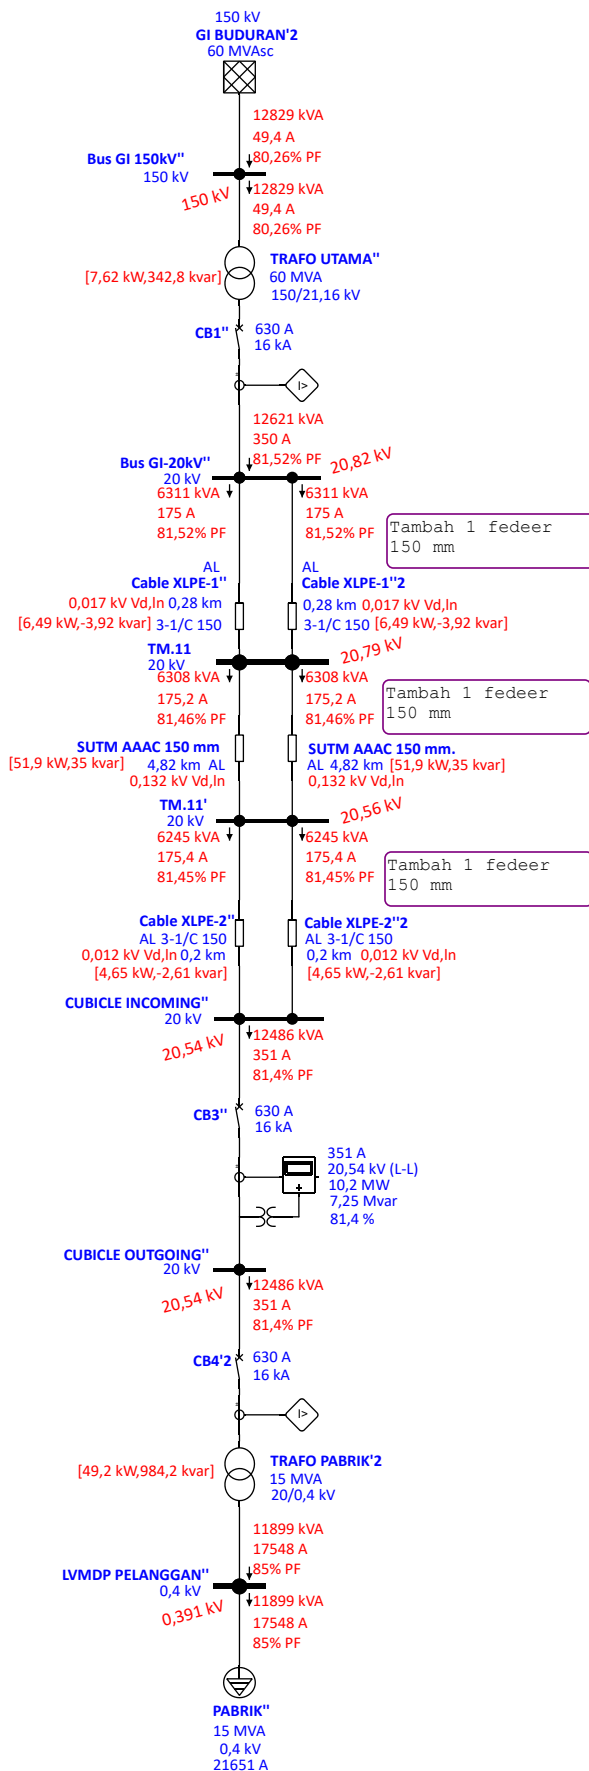 150 kV
GI BUDURAN'2
60 MVAsc
12829 kVA
49,4 A
80,26% PF
Bus GI 150kV''
150 kV
150 kV
12829 kVA
49,4 A
80,26% PF
TRAFO UTAMA''
[7,62 kW,342,8 kvar]
60 MVA
150/21,16 kV
CB1''
630 A
16 kA
I>
12621 kVA
350 A
81,52% PF
Bus GI-20kV''
20 kV
20,82 kV
6311 kVA
175 A
81,52% PF
6311 kVA
175 A
81,52% PF
Tambah 1 fedeer
150 mm
AL
Cable XLPE-1''
0,017 kV Vd,ln 0,28 km
[6,49 kW,-3,92 kvar] 3-1/C 150
AL
Cable XLPE-1''2
0,28 km 0,017 kV Vd,ln
3-1/C 150 [6,49 kW,-3,92 kvar]
TM.11
20 kV
20,79 kV
6308 kVA
175,2 A
81,46% PF
6308 kVA
175,2 A
81,46% PF
Tambah 1 fedeer
150 mm
SUTM AAAC 150 mm
[51,9 kW,35 kvar] 4,82 km AL
0,132 kV Vd,ln
SUTM AAAC 150 mm.
AL 4,82 km [51,9 kW,35 kvar]
0,132 kV Vd,ln
TM.11'
20 kV
20,56 kV
6245 kVA
175,4 A
81,45% PF
6245 kVA
175,4 A
81,45% PF
Tambah 1 fedeer
150 mm
Cable XLPE-2''
AL 3-1/C 150
0,012 kV Vd,ln 0,2 km
[4,65 kW,-2,61 kvar]
Cable XLPE-2''2
AL 3-1/C 150
0,2 km 0,012 kV Vd,ln
[4,65 kW,-2,61 kvar]
CUBICLE INCOMING''
20 kV
20,54 kV
12486 kVA
351 A
81,4% PF
CB3''
630 A
16 kA
351 A
20,54 kV (L-L)
10,2 MW
7,25 Mvar
81,4 %
CUBICLE OUTGOING''
20 kV
20,54 kV
12486 kVA
351 A
81,4% PF
CB4'2
630 A
16 kA
I>
TRAFO PABRIK'2
[49,2 kW,984,2 kvar]
15 MVA
20/0,4 kV
11899 kVA
17548 A
85% PF
LVMDP PELANGGAN''
0,4 kV
0,391 kV
11899 kVA
17548 A
85% PF
PABRIK''
15 MVA
0,4 kV
21651 A